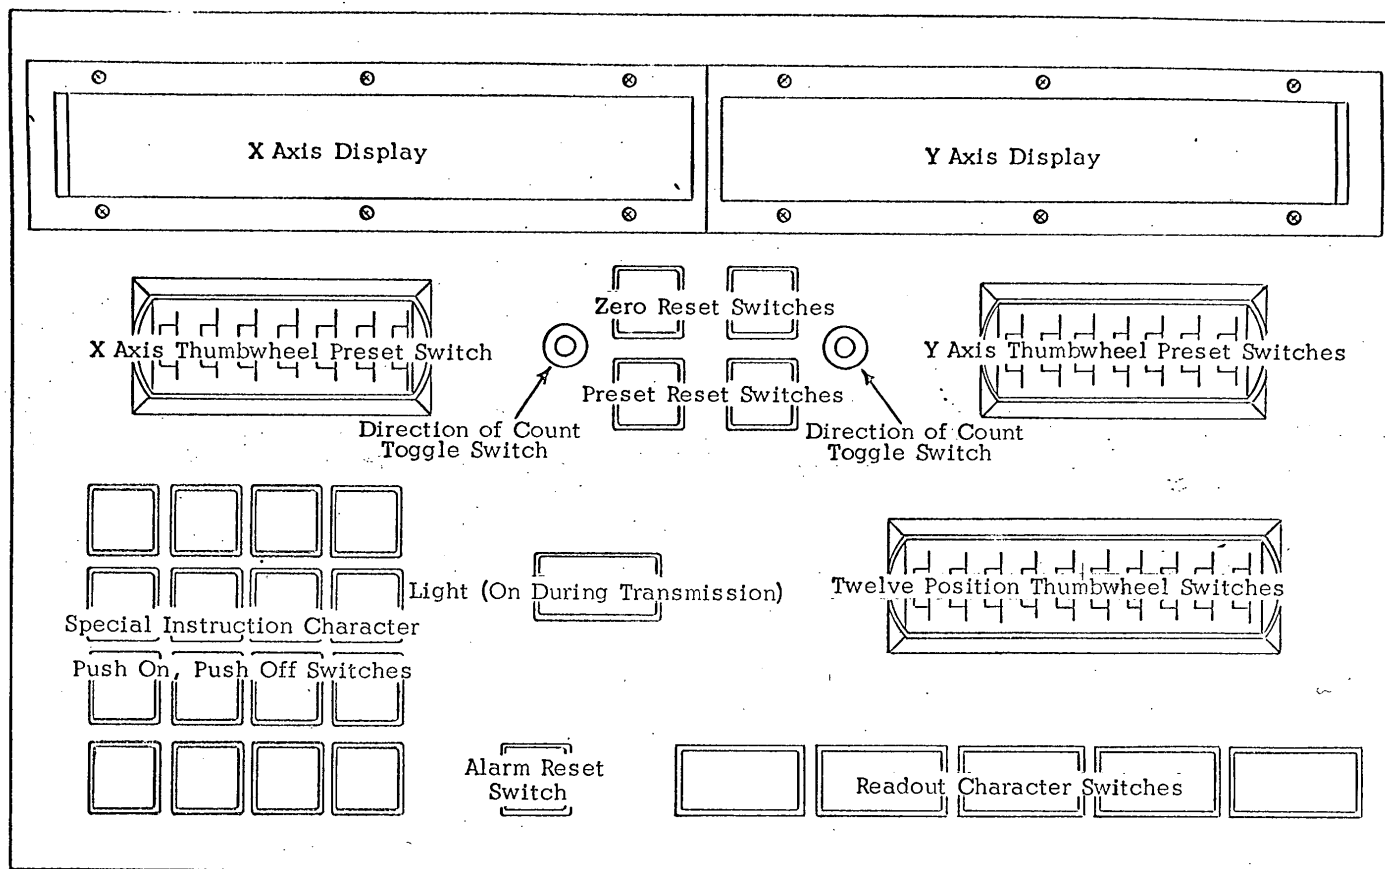 X Axis Display
Y Axis Display
Zero Reset Switches
X Axis Thumbwheel Preset Switch
Y Axis Thumbwheel Preset Switches
Preset Reset Switches
Direction of Count
Toggle Switch
Direction of Count
Toggle Switch
Light (On During Transmission)
Twelve Position Thumbwheel Switches
Special Instruction Character
Push On, Push Off Switches
Alarm Reset
Switch
Readout Character Switches